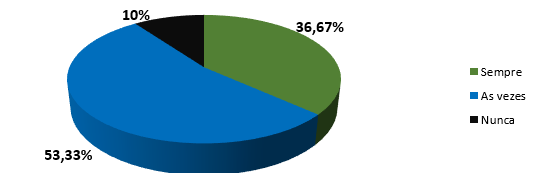 10%
36,67%
53,33%
Sempre
As vezes
Nunca